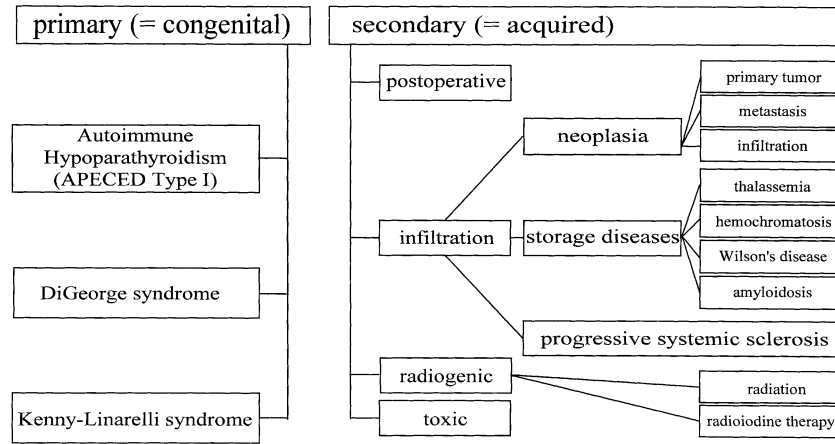 primary (= congenital)
Autoimmune
Hypoparathyroidism
(APECED Type I)
DiGeorge syndrome
Kenny-Linarelli syndrome
secondary (= acquired)
postoperative
infiltration
neoplasia
primary tumor
metastasis
infiltration
storage diseases
thalassemia
hemochromatosis
Wilson's disease
amyloidosis
progressive systemic sclerosis
radiogenic
radiation
radioiodine therapy
toxic